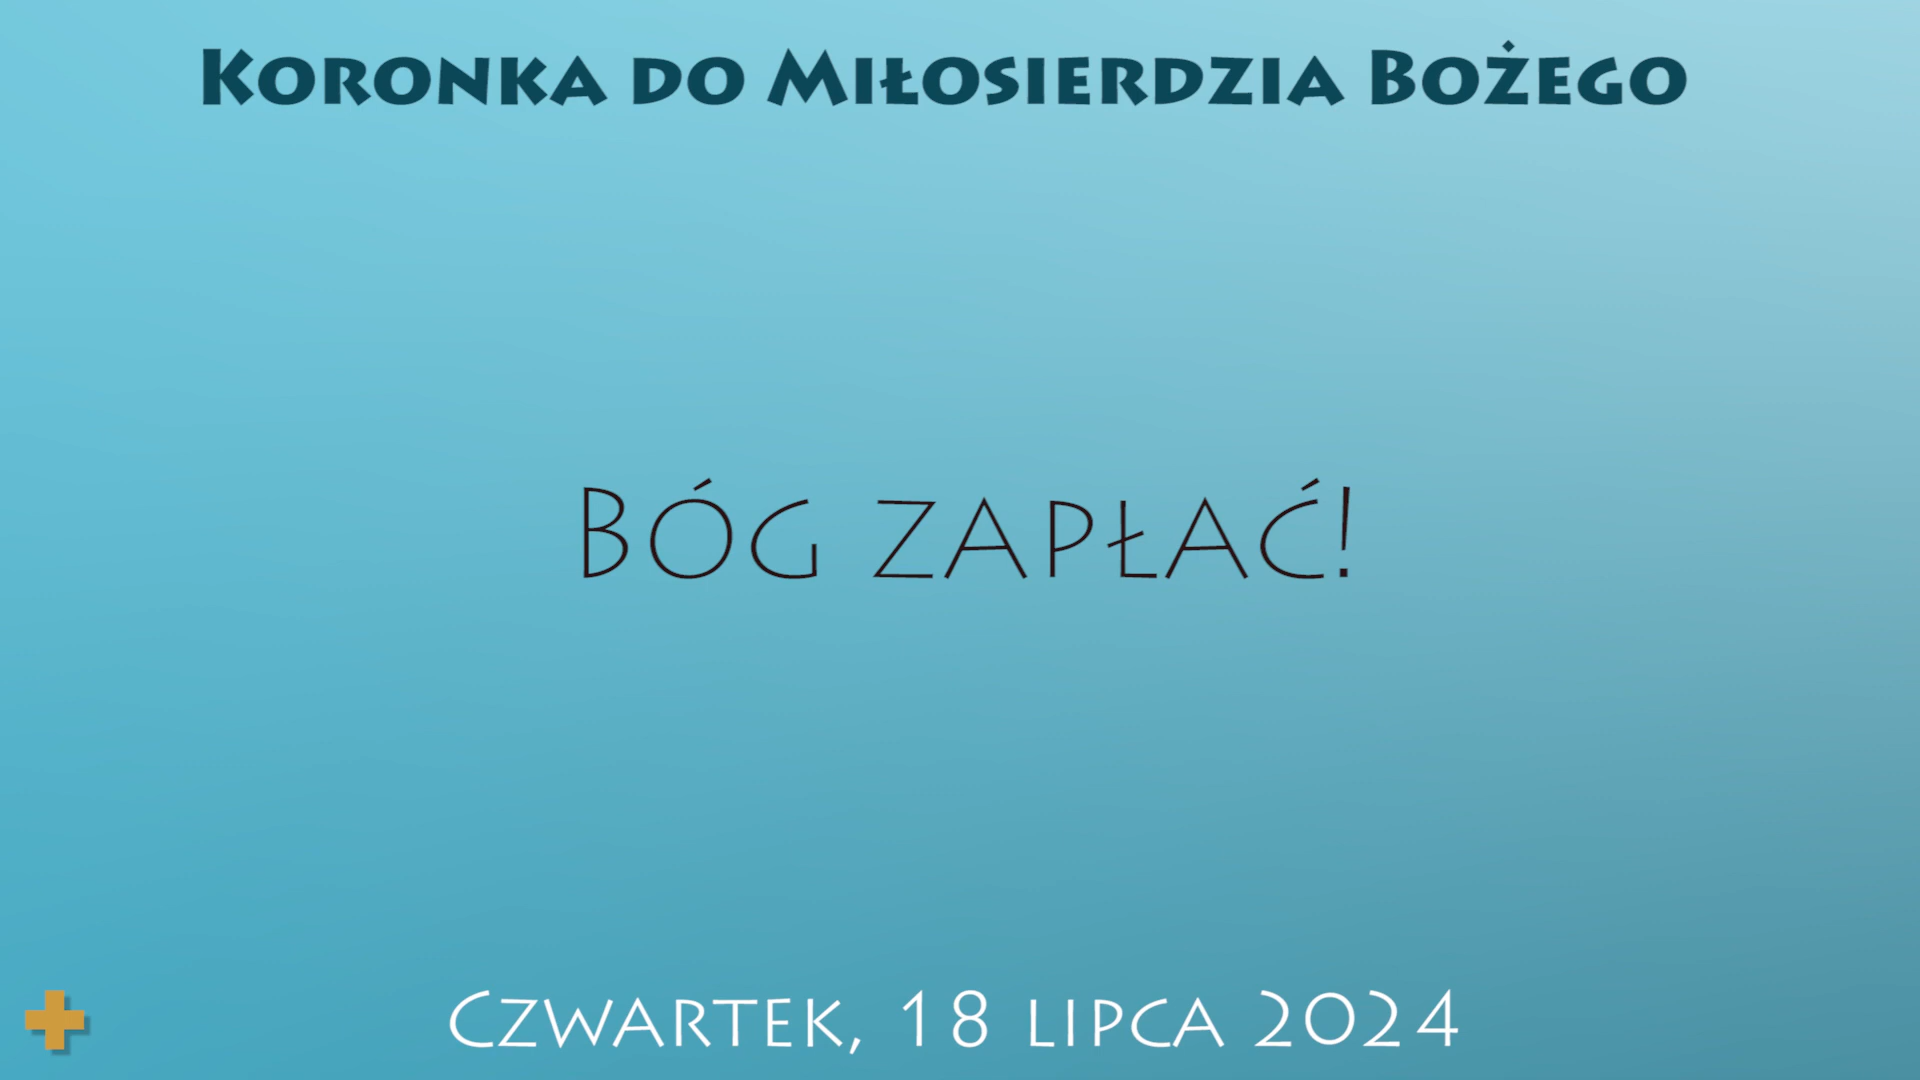 Koronka do Miłosierdzia Bożego
Bóg zapłać!
Czwartek, 18 lipca 2024